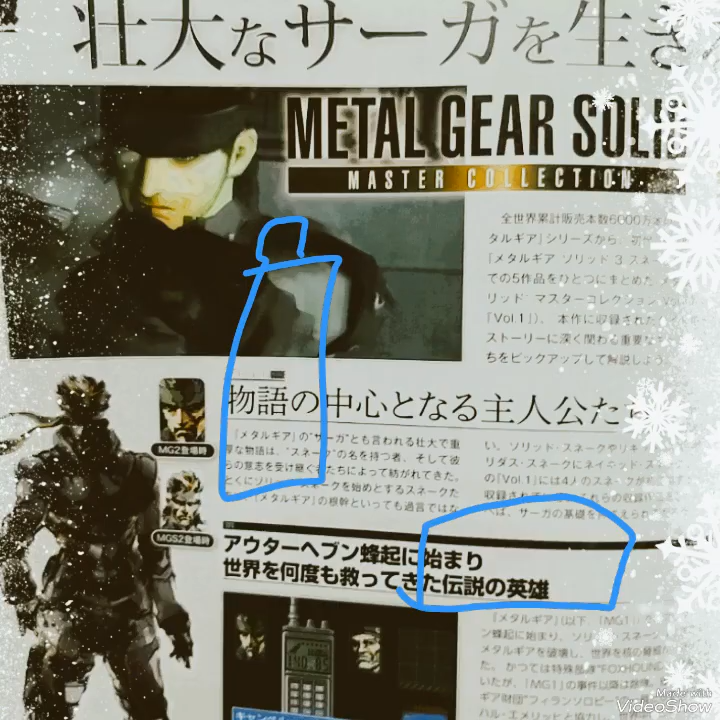 壮大なサーガを生き
METAL GEAR SOLID
MASTER COLLECTION
全世界累計販売本数6000万
タルギア』シリーズから、初
『メタルギア ソリッド 3 スネ
ての5作品をひとつにまとめた
リッド: マスターコレクション
『Vol.1』）、本作に収録された
ストーリーに深く関わる重要な
ちをピックアップして解説しよう。
物語の中心となる主人公たち
『メタルギア』の"サーガ"とも言われる壮大で重
厚な物語は、"スネーク"の名を持つ者、そして彼
らの意志を受け継ぐ者たちによって紡がれてきた。
とくにソリッド・スネークを始めとするスネークた
『メタルギア』の根幹といっても過言ではな
い。ソリッド・スネークやリキッド
リダス・スネークにネイキッド・ス
の『Vol.1』には4人のスネークが
収録されて
は、サーガの基礎を
MG2登場時
MGS2登場時
アウターヘブン蜂起に始まり
世界を何度も救ってきた伝説の英雄
140.85
『メタルギア』(以下、『MG1』)
ン蜂起に始まり、ソリッド・スネーク
メタルギアを破壊し、世界を核の脅威
た。かつては特殊部隊"FOXHOUND
いたが、『MG1』の事件以降は
ギア財団"フィランソロピー"
ハル・エメリッヒと協力
Made with
VideoShow